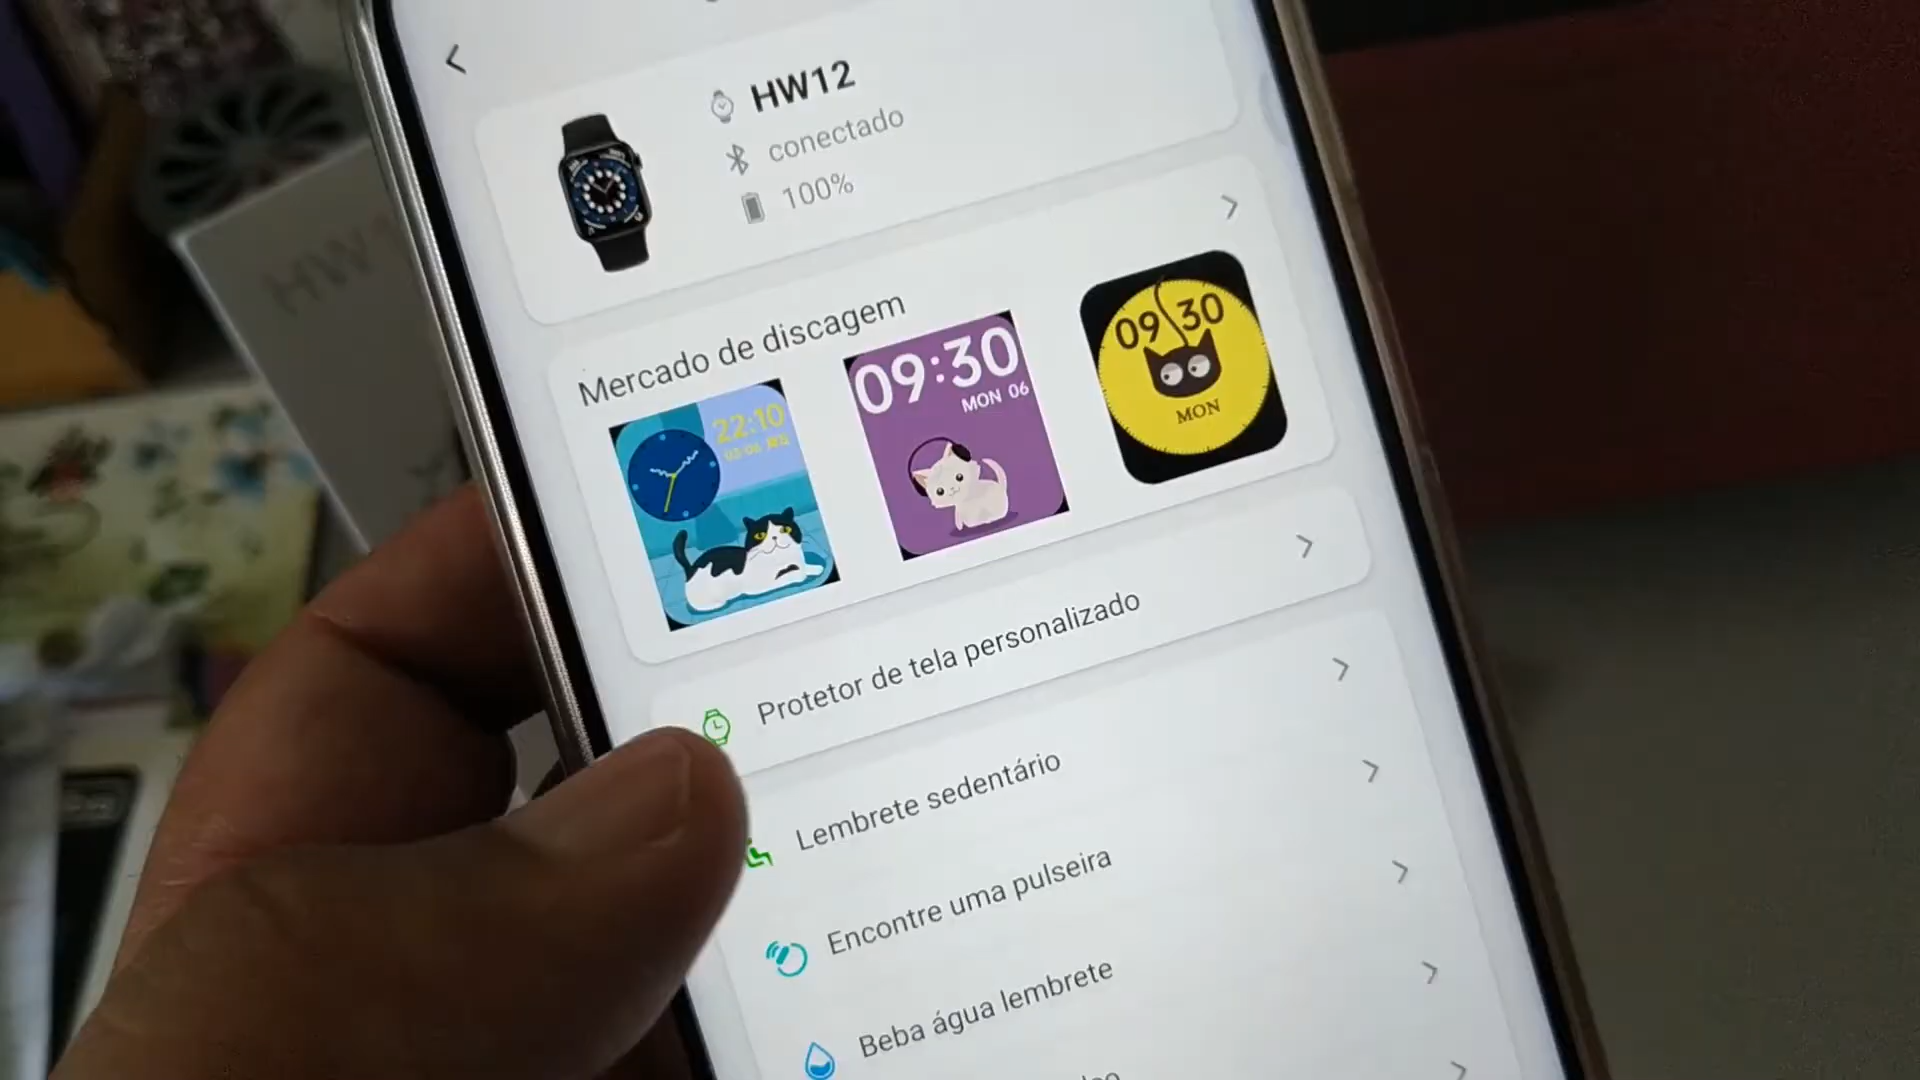 HW12
conectado
100%
HW
Mercado de discagem
22:10
09:30
MON 06
09 30
MON
Protetor de tela personalizado
Lembrete sedentário
Encontre uma pulseira
Beba água lembrete